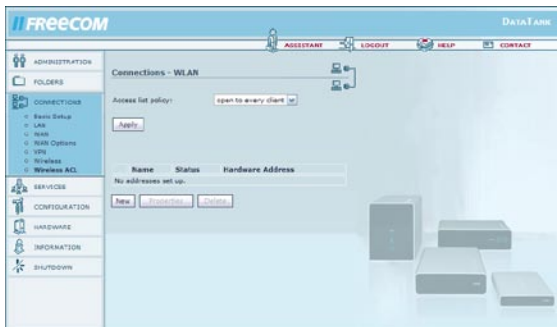 FREECOM
DATATANK
ASSISTANT
LOGOUT
HELP
CONTACT
ADMINISTRATION
FOLDERS
CONNECTIONS
Basic Setup
LAN
WAN
WAN Options
VPN
Wireless
Wireless ACL
SERVICES
CONFIGURATION
HARDWARE
INFORMATION
SHUTDOWN
Connections - WLAN
Access list policy: open to every client
Apply
Name Status Hardware Address
No addresses set up.
New Properties... Delete...